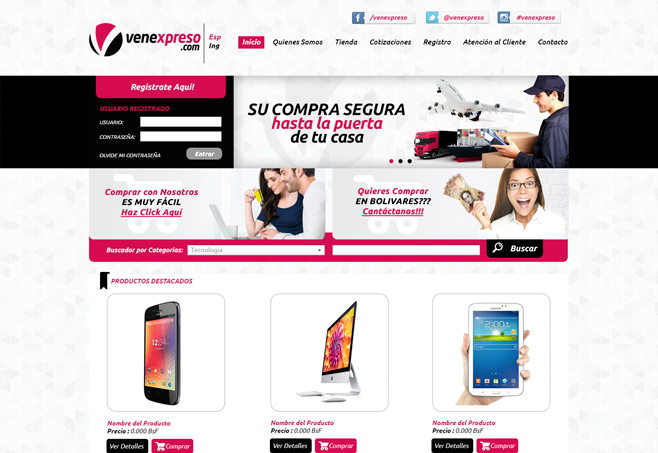 /venexpreso
@venexpreso
#venexpreso
venexpreso
.com
Esp
Ing
Inicio
Quienes Somos
Tienda
Cotizaciones
Registro
Atención al Cliente
Contacto
Registrate Aqui!
USUARIO REGISTRADO
USUARIO:
CONTRASEÑA:
OLVIDE MI CONTRASEÑA
Entrar
SU COMPRA SEGURA
hasta la puerta
de tu casa
Comprar con Nosotros
ES MUY FÁCIL
Haz Click Aquí
Quieres Comprar
EN BOLIVARES???
Contáctanos!!!
Buscador por Categorías:
Tecnología
Buscar
PRODUCTOS DESTACADOS
Nombre del Producto
Precio : 0.000 BsF
Ver Detalles
Comprar
Nombre del Producto
Precio : 0.000 BsF
Ver Detalles
Comprar
Nombre del Producto
Precio : 0.000 BsF
Ver Detalles
Comprar